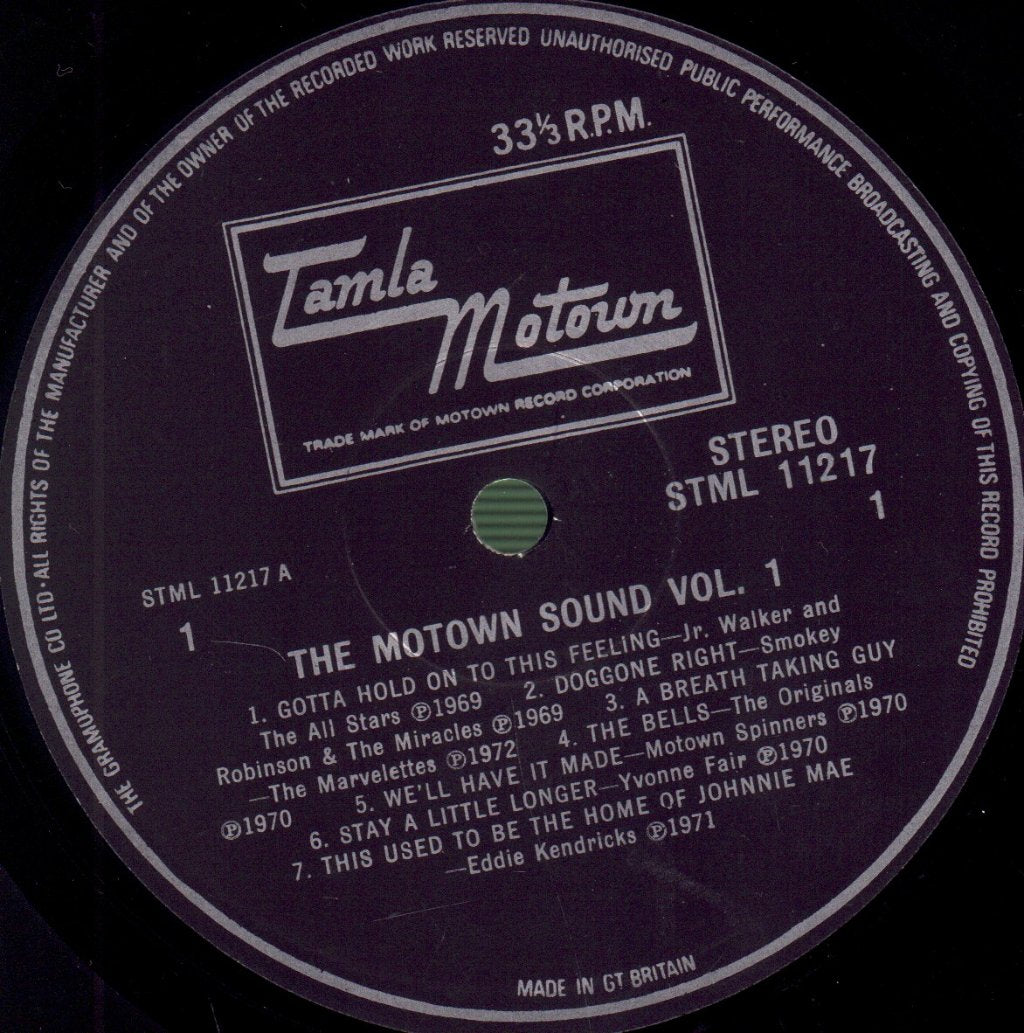 THE GRAMOPHONE CO LTD·ALL RIGHTS OF THE MANUFACTURER AND OF THE OWNER OF THE RECORDED WORK RESERVED UNAUTHORISED PUBLIC PERFORMANCE BROADCASTING AND COPYING OF THIS RECORD PROHIBITED
33⅓ R.P.M.
Tamla
Motown
TRADE MARK OF MOTOWN RECORD CORPORATION
STEREO
STML 11217
1
STML 11217 A
1
THE MOTOWN SOUND VOL. 1
1. GOTTA HOLD ON TO THIS FEELING—Jr. Walker and
The All Stars ℗1969 2. DOGGONE RIGHT—Smokey
Robinson & The Miracles ℗1969 3. A BREATH TAKING GUY
—The Marvelettes ℗1972 4. THE BELLS—The Originals
℗1970 5. WE'LL HAVE IT MADE—Motown Spinners ℗1970
6. STAY A LITTLE LONGER—Yvonne Fair ℗1970
7. THIS USED TO BE THE HOME OF JOHNNIE MAE
—Eddie Kendricks ℗1971
MADE IN GT BRITAIN